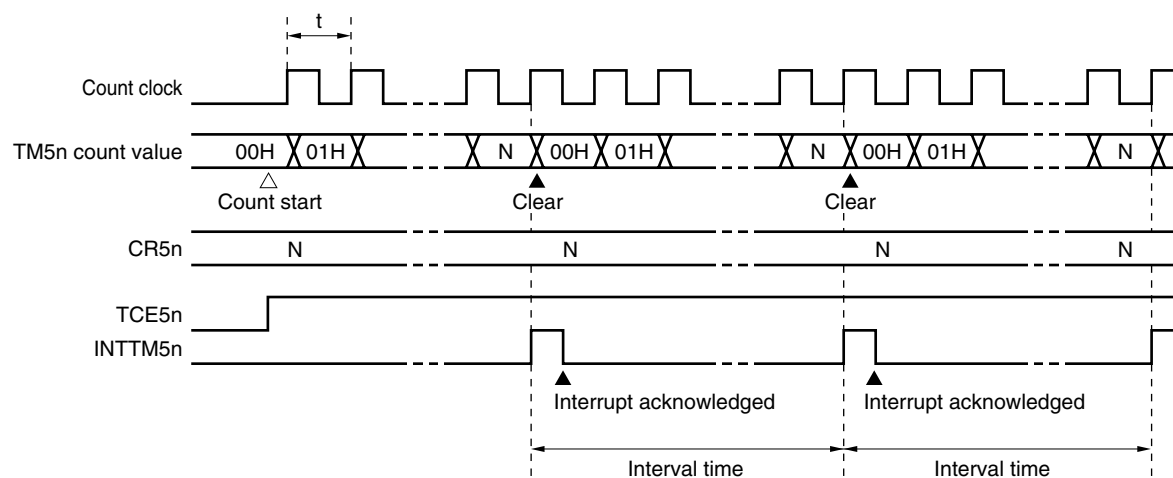 t
Count clock
TM5n count value 00H 01H N 00H 01H N 00H 01H N
Count start Clear Clear
CR5n N N N N
TCE5n
INTTM5n
Interrupt acknowledged Interrupt acknowledged
Interval time Interval time